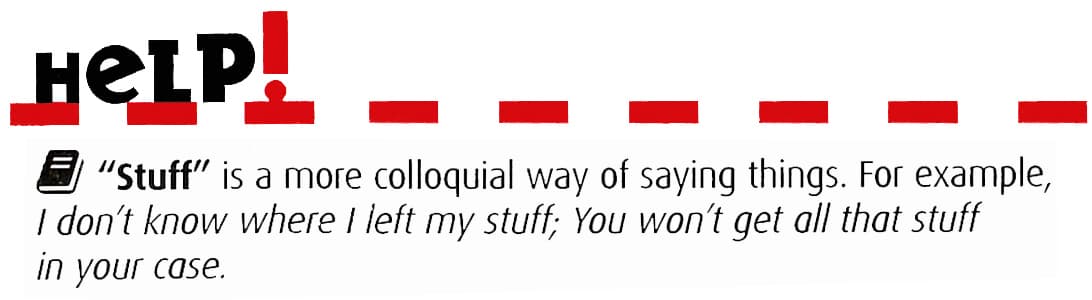 HeLP!
“Stuff” is a more colloquial way of saying things. For example,
I don't know where I left my stuff; You won't get all that stuff
in your case.